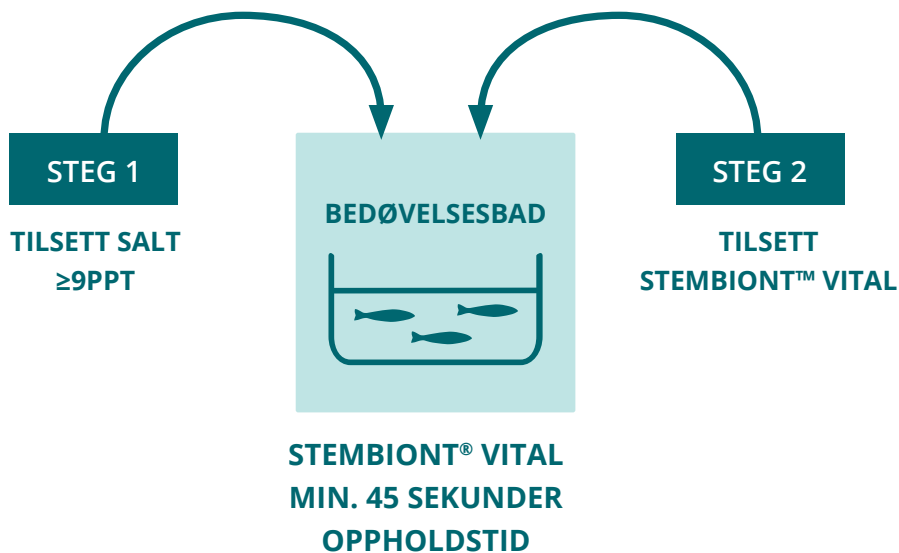 STEG 1
TILSETT SALT
≥9PPT
BEDØVELSESBAD
STEG 2
TILSETT
STEMBIONT™ VITAL
STEMBIONT® VITAL
MIN. 45 SEKUNDER
OPPHOLDSTID